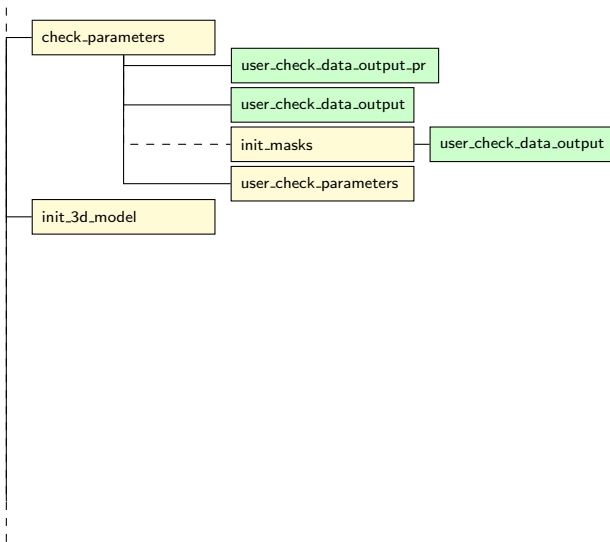 check_parameters
user_check_data_output_pr
user_check_data_output
init_masks
user_check_data_output
user_check_parameters
init_3d_model